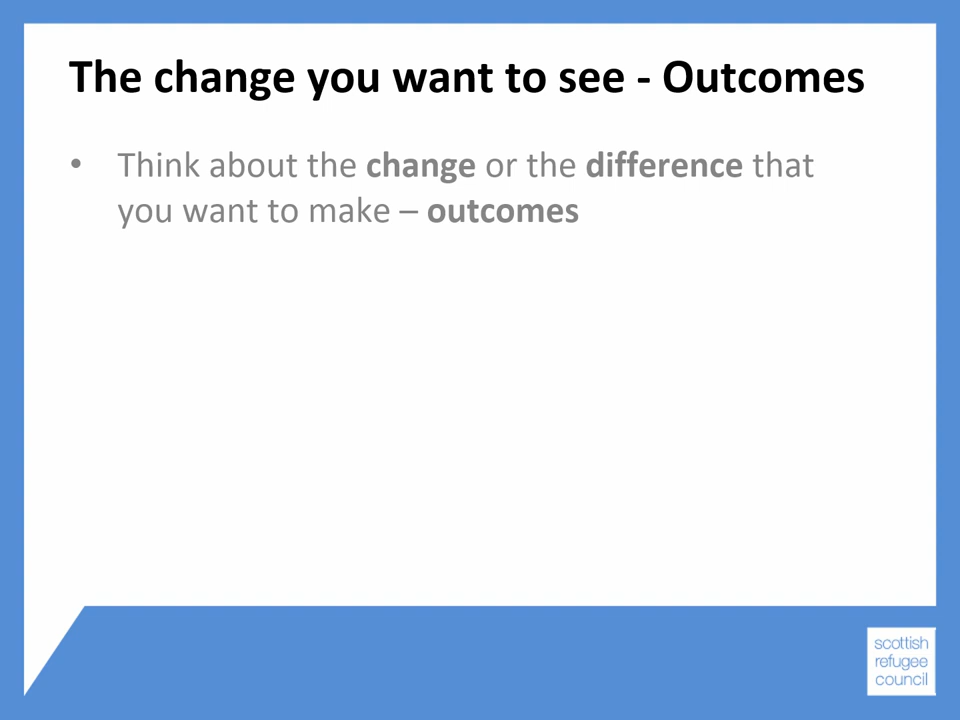 The change you want to see - Outcomes
• Think about the change or the difference that
you want to make – outcomes
scottish
refugee
council